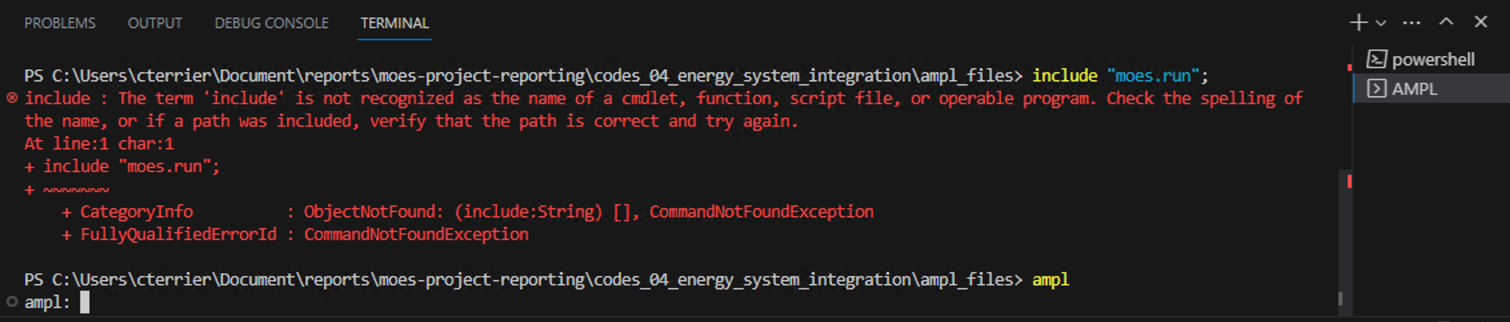 PROBLEMS OUTPUT DEBUG CONSOLE TERMINAL
powershell
AMPL
PS C:\Users\cterrier\Document\reports\moes-project-reporting\codes_04_energy_system_integration\ampl_files> include "moes.run";
include : The term 'include' is not recognized as the name of a cmdlet, function, script file, or operable program. Check the spelling of
the name, or if a path was included, verify that the path is correct and try again.
At line:1 char:1
+ include "moes.run";
+ ~~~~~~~
+ CategoryInfo : ObjectNotFound: (include:String) [], CommandNotFoundException
+ FullyQualifiedErrorId : CommandNotFoundException
PS C:\Users\cterrier\Document\reports\moes-project-reporting\codes_04_energy_system_integration\ampl_files> ampl
ampl: